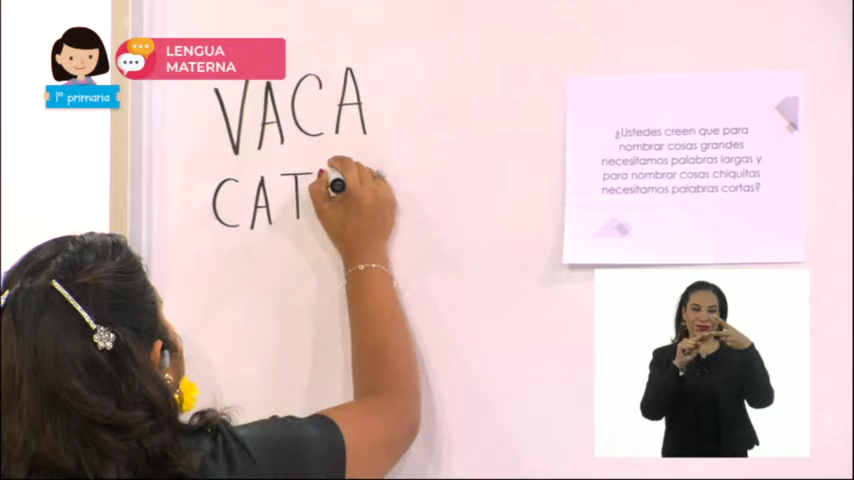 LENGUA
MATERNA
1° primaria
VACA
CAT
¿Ustedes creen que para
nombrar cosas grandes
necesitamos palabras largas y
para nombrar cosas chiquitas
necesitamos palabras cortas?